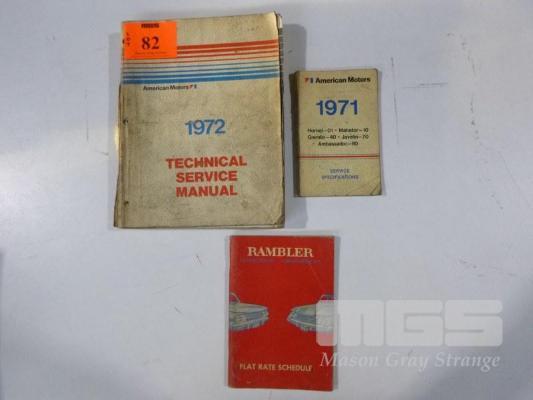 82
American Motors
1972
TECHNICAL
SERVICE
MANUAL
American Motors
1971
Hornet-01 • Matador-10
Gremlin-40 • Javelin-70
Ambassador-80
SERVICE
SPECIFICATIONS
RAMBLER
FLAT RATE SCHEDULE
MGS
Mason Gray Strange